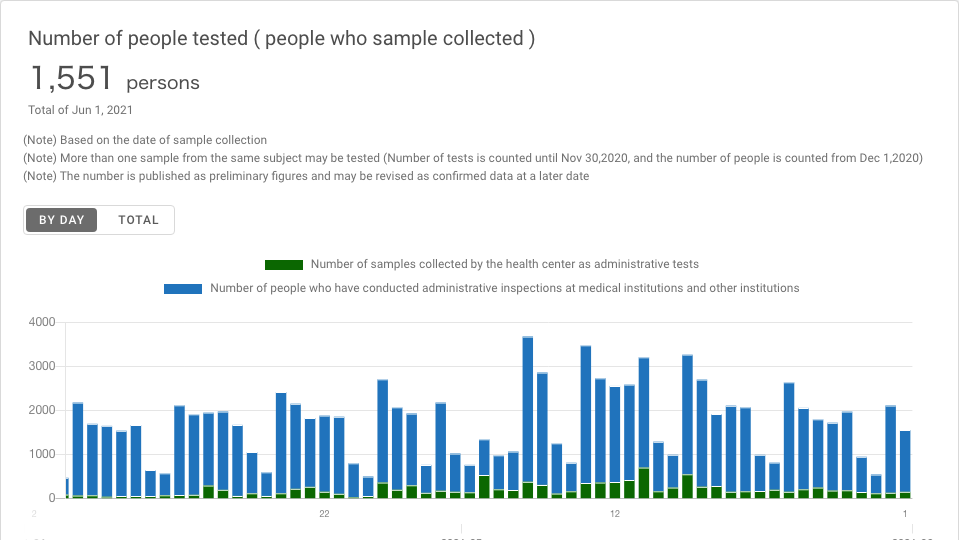 Number of people tested ( people who sample collected )
1,551 persons
Total of Jun 1, 2021
(Note) Based on the date of sample collection
(Note) More than one sample from the same subject may be tested (Number of tests is counted until Nov 30,2020, and the number of people is counted from Dec 1,2020)
(Note) The number is published as preliminary figures and may be revised as confirmed data at a later date
BY DAY TOTAL
Number of samples collected by the health center as administrative tests
Number of people who have conducted administrative inspections at medical institutions and other institutions
4000
3000
2000
1000
0
2 22 12 1